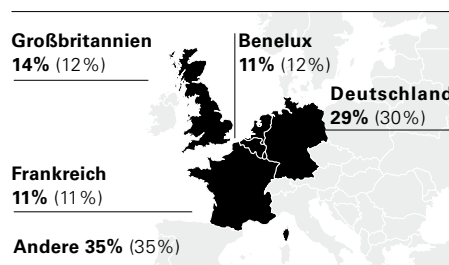 Großbritannien
14% (12%)
Benelux
11% (12%)
Deutschland
29% (30%)
Frankreich
11% (11%)
Andere 35% (35%)